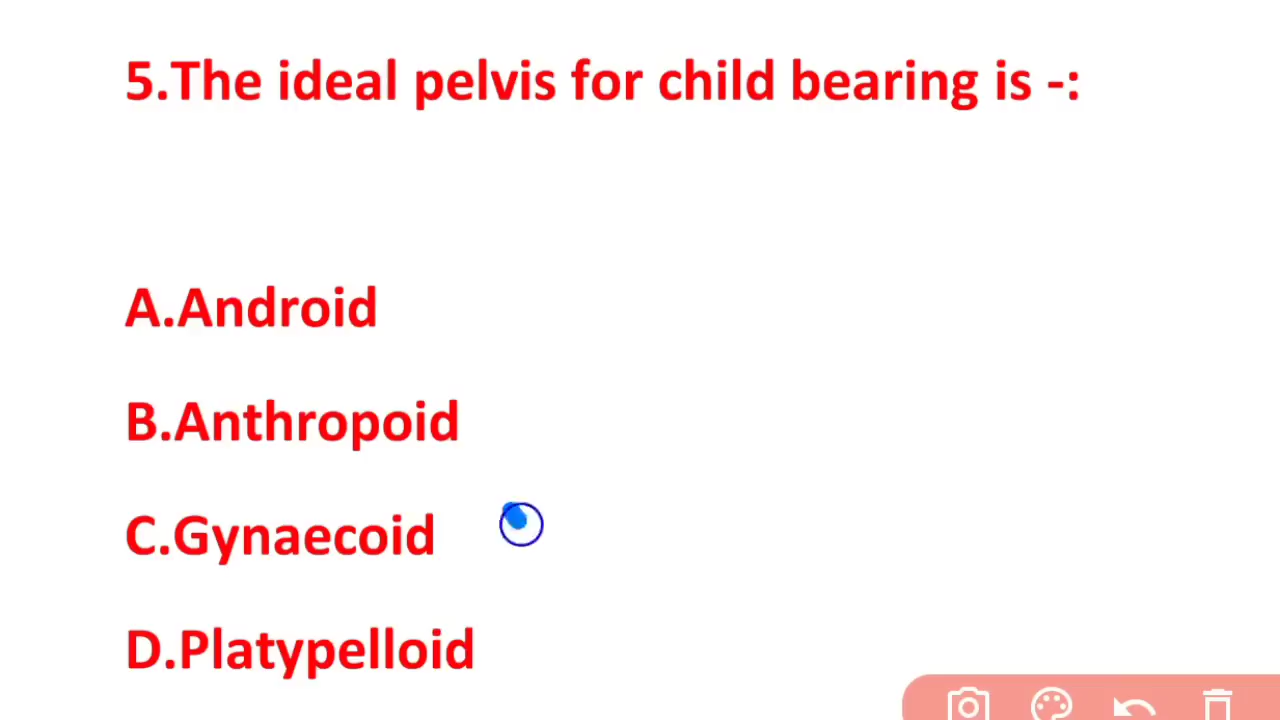 5.The ideal pelvis for child bearing is -:
A.Android
B.Anthropoid
C.Gynaecoid
D.Platypelloid